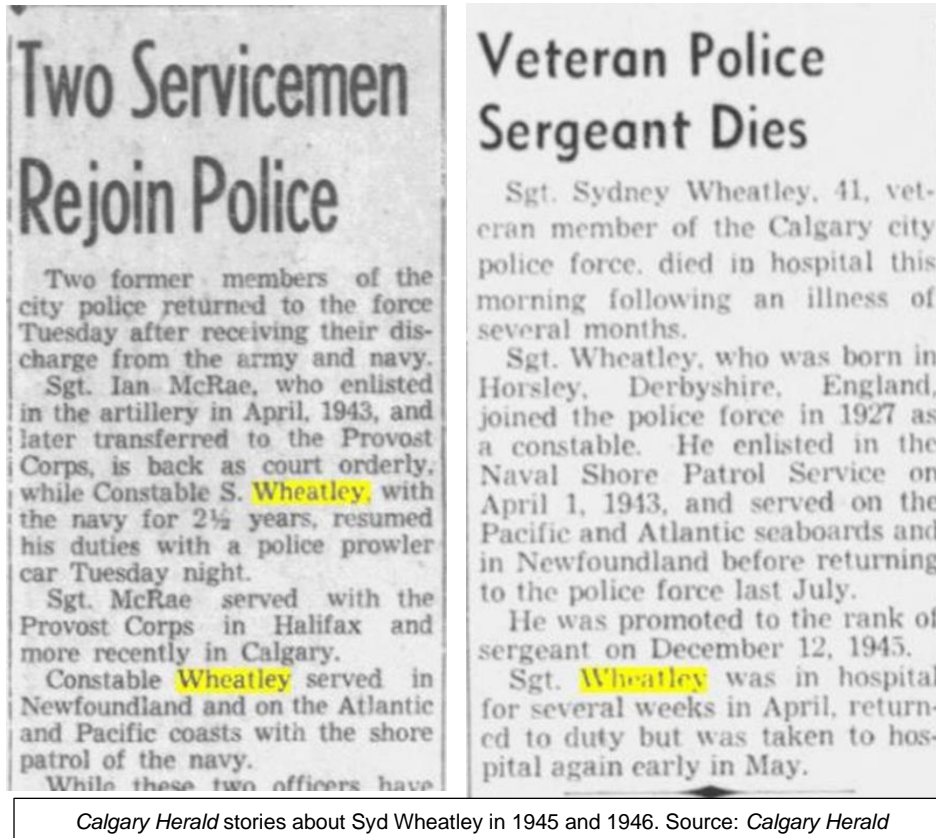 Two Servicemen
Rejoin Police
Two former members of the
city police returned to the force
Tuesday after receiving their dis-
charge from the army and navy.
Sgt. Ian McRae, who enlisted
in the artillery in April, 1943, and
later transferred to the Provost
Corps, is back as court orderly,
while Constable S. Wheatley, with
the navy for 2½ years, resumed
his duties with a police prowler
car Tuesday night.
Sgt. McRae served with the
Provost Corps in Halifax and
more recently in Calgary.
Constable Wheatley served in
Newfoundland and on the Atlantic
and Pacific coasts with the shore
patrol of the navy.
While these two officers have
Veteran Police
Sergeant Dies
Sgt. Sydney Wheatley, 41, vet-
eran member of the Calgary city
police force, died in hospital this
morning following an illness of
several months.
Sgt. Wheatley, who was born in
Horsley, Derbyshire, England,
joined the police force in 1927 as
a constable. He enlisted in the
Naval Shore Patrol Service on
April 1, 1943, and served on the
Pacific and Atlantic seaboards and
in Newfoundland before returning
to the police force last July.
He was promoted to the rank of
sergeant on December 12, 1945.
Sgt. Wheatley was in hospital
for several weeks in April, return-
ed to duty but was taken to hos-
pital again early in May.
Calgary Herald stories about Syd Wheatley in 1945 and 1946. Source: Calgary Herald